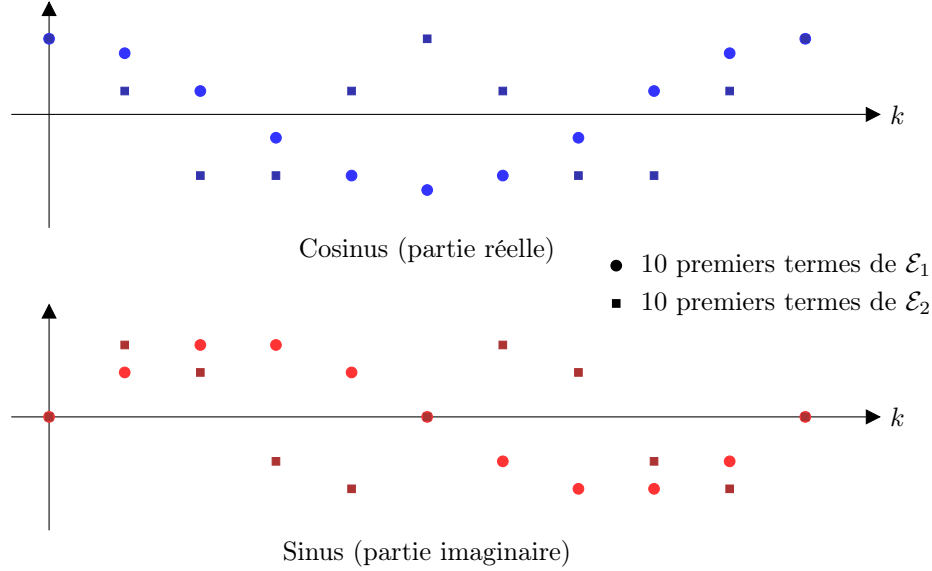 k
Cosinus (partie réelle)
10 premiers termes de ℰ₁
10 premiers termes de ℰ₂
k
Sinus (partie imaginaire)